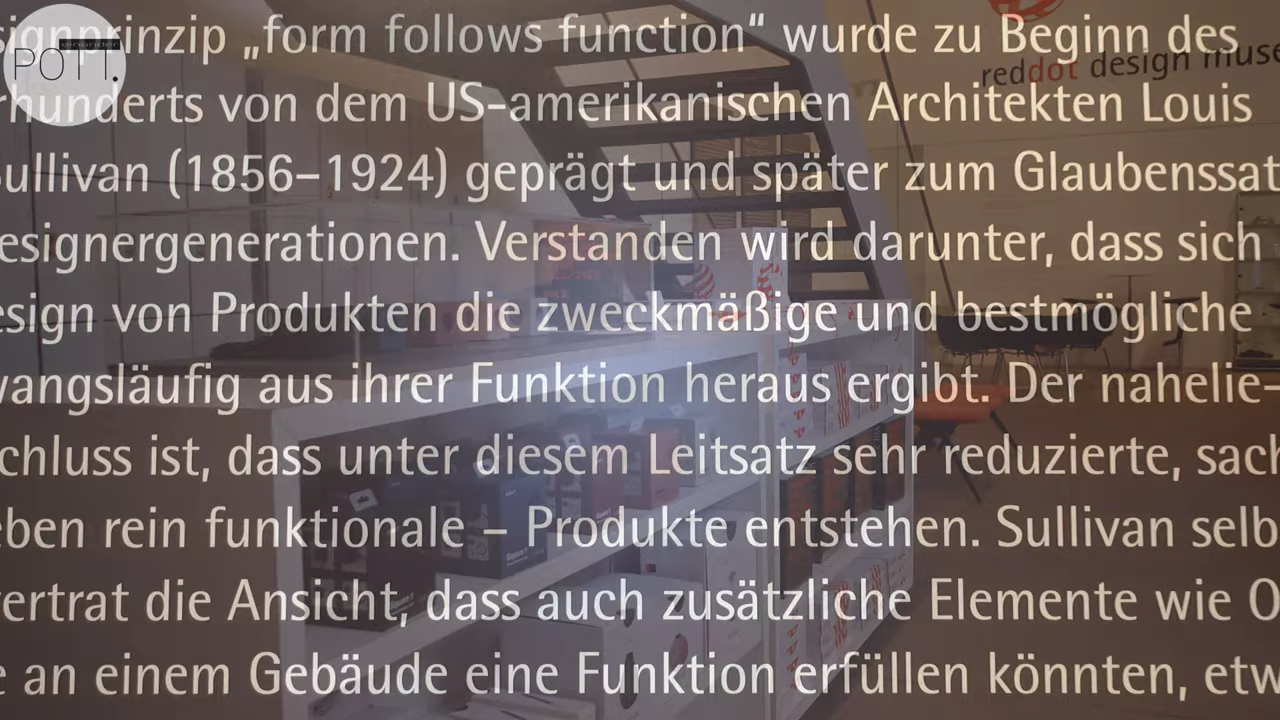 einander
POTT.
reddot design muse
signprinzip „form follows function“ wurde zu Beginn des
rhunderts von dem US-amerikanischen Architekten Louis
Sullivan (1856–1924) geprägt und später zum Glaubenssat
esignergenerationen. Verstanden wird darunter, dass sich
esign von Produkten die zweckmäßige und bestmögliche
wangsläufig aus ihrer Funktion heraus ergibt. Der nahelie-
chluss ist, dass unter diesem Leitsatz sehr reduzierte, sach
eben rein funktionale – Produkte entstehen. Sullivan selb
vertrat die Ansicht, dass auch zusätzliche Elemente wie O
e an einem Gebäude eine Funktion erfüllen könnten, etw